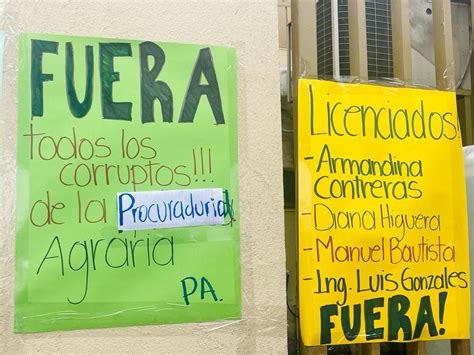 FUERA
todos los
corruptos!!!
de la Procuraduria
Agraria
PA.
Licenciados
-Armandina
Contreras
-Diana Higuera
-Manuel Bautista
-Ing. Luis Gonzales
FUERA!